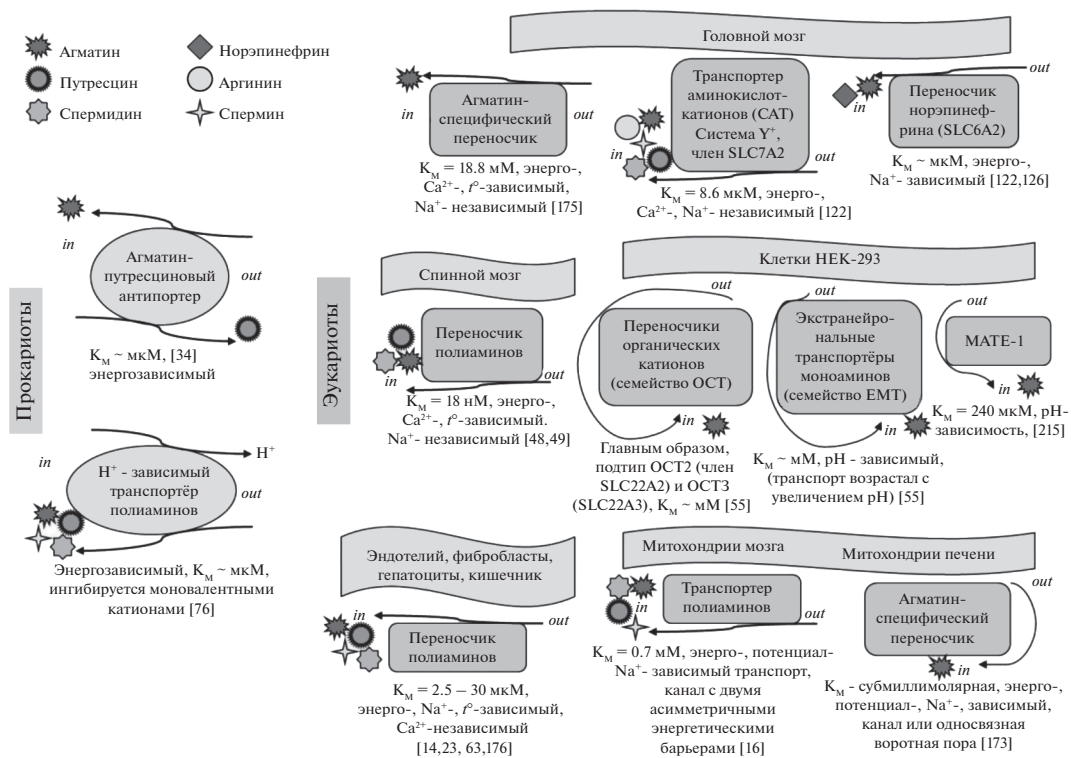 Агматин
Путресцин
Спермидин
Норэпинефрин
Аргинин
Спермин
Прокариоты
in
Агматин-
путресциновый
антипортер
out
K_M ~ мкМ, [34]
энергозависимый
H⁺
in
H⁺ - зависимый
транспортёр
полиаминов
out
Энергозависимый, K_M ~ мкМ,
ингибируется моновалентными
катионами [76]
Эукариоты
Головной мозг
in
Агматин-
специфический
переносчик
out
K_M = 18.8 мМ, энерго-,
Ca²⁺-, t°-зависимый,
Na⁺- независимый [175]
Транспортер
аминокислот-
катионов (CAT)
Система Y⁺,
член SLC7A2
in
out
K_M = 8.6 мкМ, энерго-,
Ca²⁺-, Na⁺- независимый [122]
out
in
Переносчик
норэпинеф-
рина (SLC6A2)
K_M ~ мкМ, энерго-,
Na⁺- зависимый [122,126]
Спинной мозг
Переносчик
полиаминов
in
out
K_M = 18 нМ, энерго-,
Ca²⁺-, t°-зависимый.
Na⁺- независимый [48,49]
Клетки HEK-293
out
Переносчики
органических
катионов
(семейство ОСТ)
in
Главным образом,
подтип ОСТ2 (член
SLC22A2) и ОСТ3
(SLC22A3), K_M ~ мМ [55]
out
Экстранейро-
нальные
транспортёры
моноаминов
(семейство ЕМТ)
in
K_M ~ мМ, pH - зависимый,
(транспорт возрастал с
увеличением pH) [55]
out
MATE-1
in
K_M = 240 мкМ, pH-
зависимость, [215]
Эндотелий, фибробласты,
гепатоциты, кишечник
in
out
Переносчик
полиаминов
K_M = 2.5 – 30 мкМ,
энерго-, Na⁺-, t°-зависимый,
Ca²⁺-независимый
[14,23, 63,176]
Митохондрии мозга
in
Транспортер
полиаминов
out
K_M = 0.7 мМ, энерго-, потенциал-
Na⁺- зависимый транспорт,
канал с двумя
асимметричными
энергетическими
барьерами [16]
Митохондрии печени
out
Агматин-
специфический
переносчик
in
K_M - субмиллимолярная, энерго-,
потенциал-, Na⁺-, зависимый,
канал или односвязная
воротная пора [173]